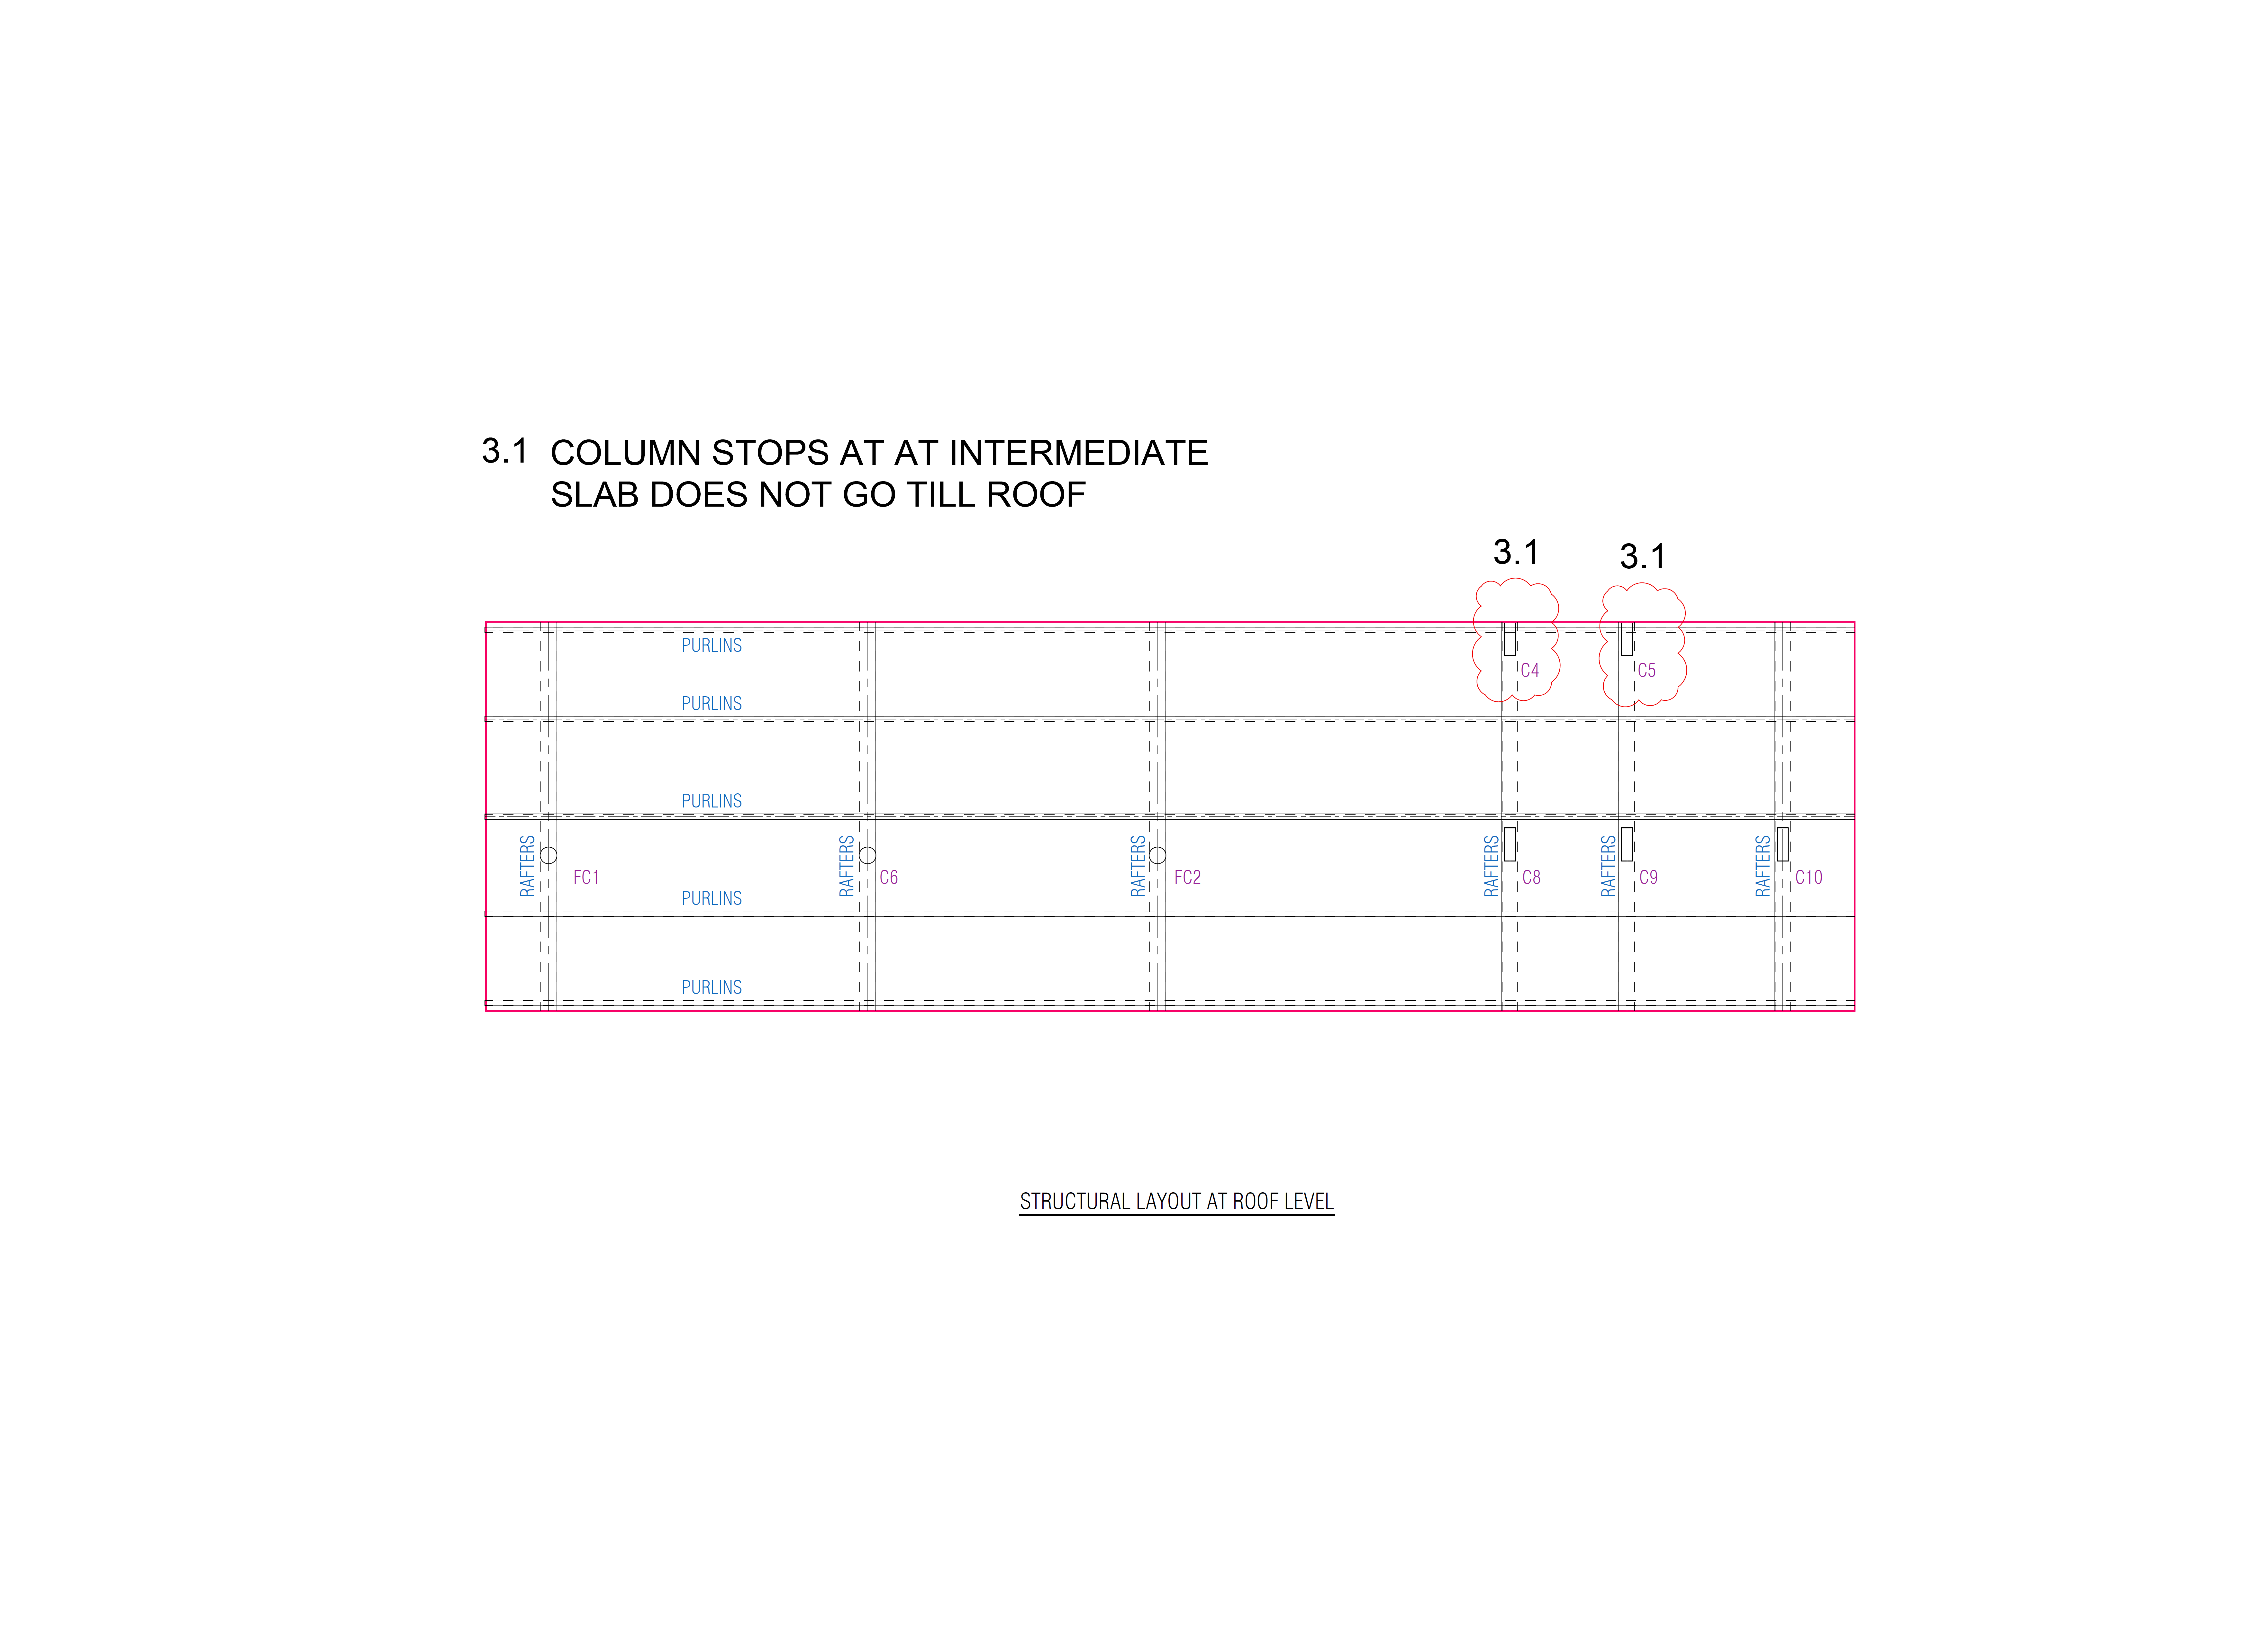 3.1 COLUMN STOPS AT AT INTERMEDIATE
SLAB DOES NOT GO TILL ROOF
3.1
3.1
PURLINS
C4
C5
PURLINS
PURLINS
RAFTERS
FC1
RAFTERS
C6
RAFTERS
FC2
RAFTERS
C8
RAFTERS
C9
RAFTERS
C10
PURLINS
PURLINS
STRUCTURAL LAYOUT AT ROOF LEVEL